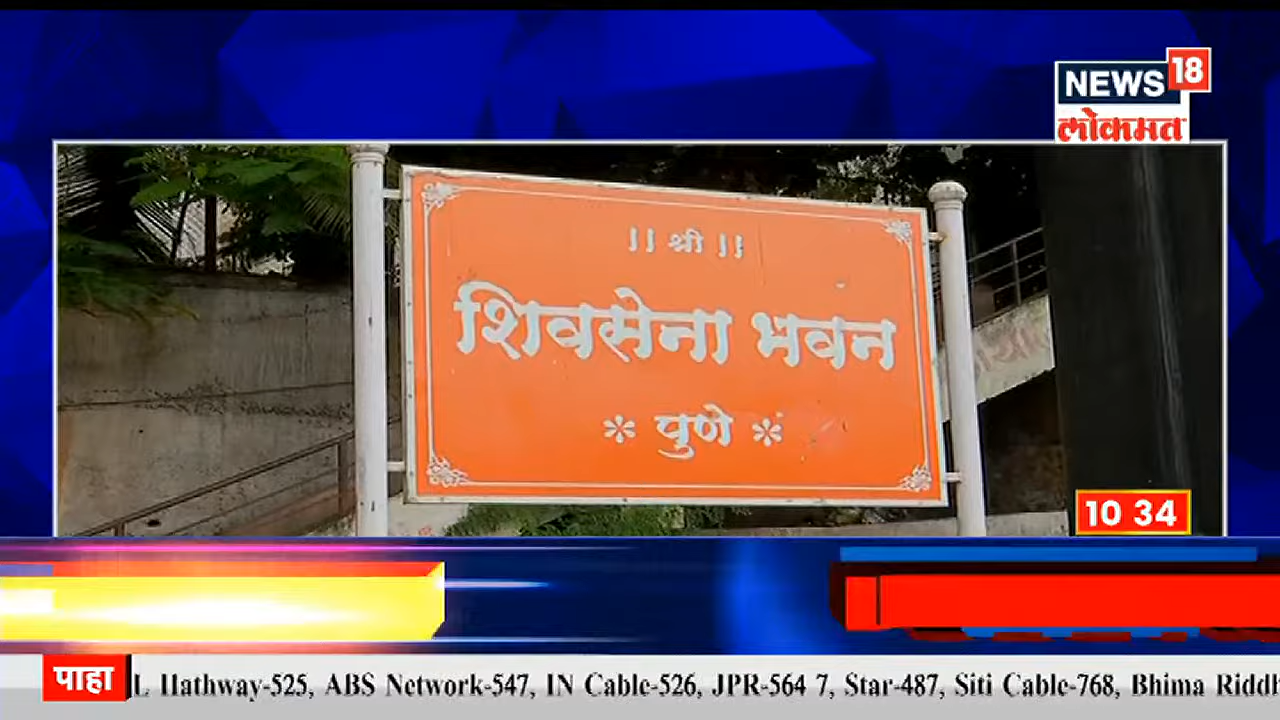 NEWS 18
लोकमत
।। श्री ।।
शिवसेना भवन
* पुणे *
10 34
पाहा
L Hathway-525, ABS Network-547, IN Cable-526, JPR-564 7, Star-487, Siti Cable-768, Bhima